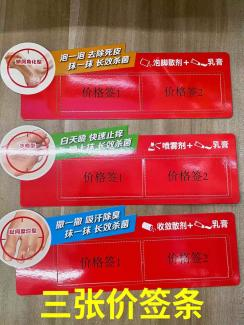 泡一泡 去除死皮
抹一抹 长效杀菌
泡脚散剂+乳膏
价格签1
价格签2
白天喷 快速止痒
晚上抹 长效杀菌
喷雾剂+乳膏
价格签1
价格签2
撒一撒 吸汗除臭
抹一抹 长效杀菌
收敛散剂+乳膏
价格签1
价格签2
三张价签条